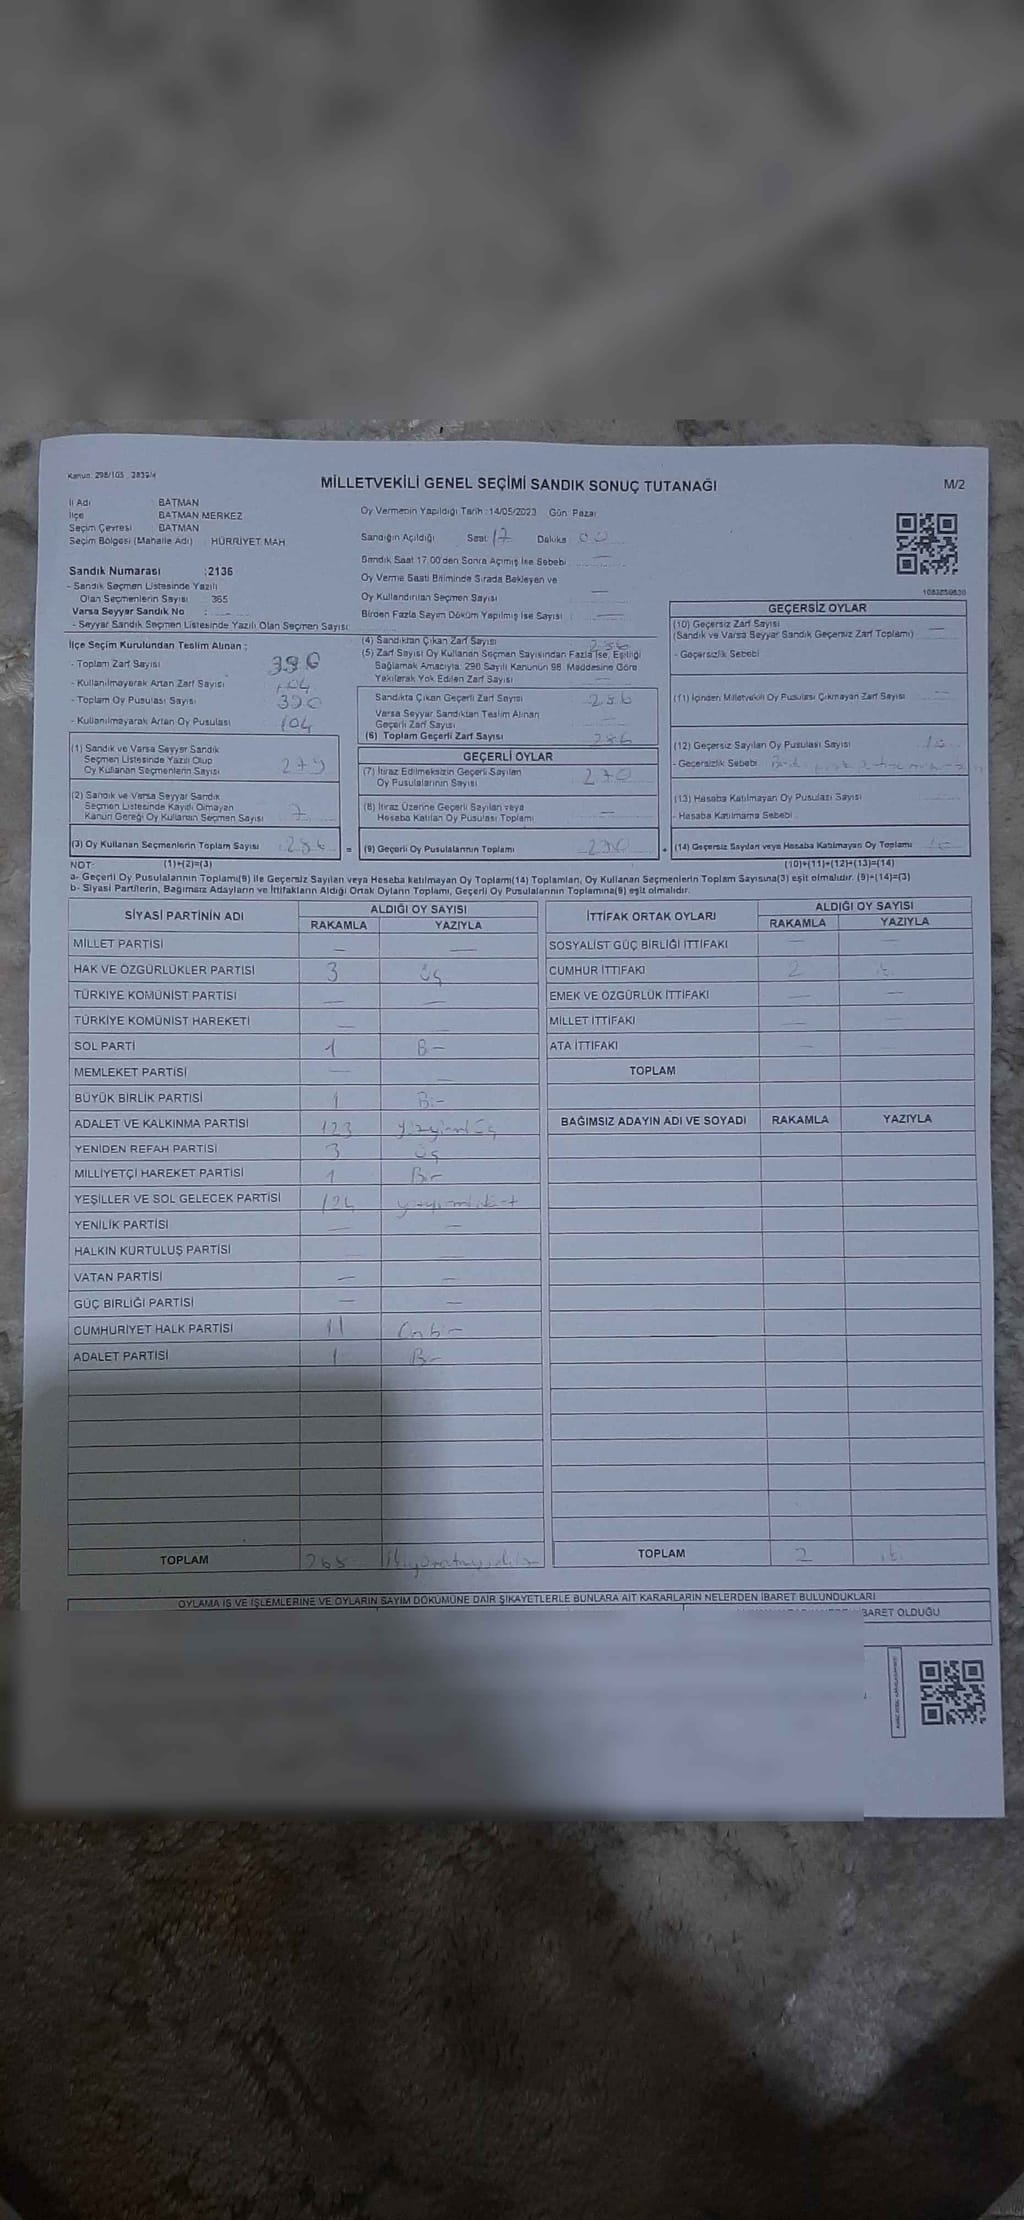 Kanun: 298/105, 2839/4
MİLLETVEKİLİ GENEL SEÇİMİ SANDIK SONUÇ TUTANAĞI
M/2
İl Adı : BATMAN
İlçe : BATMAN MERKEZ
Seçim Çevresi : BATMAN
Seçim Bölgesi (Mahalle Adı) : HÜRRİYET MAH.
Oy Vermenin Yapıldığı Tarih :14/05/2023 Gün: Pazar
Sandığın Açıldığı Saat 17 Dakika 00
Sandık Saat 17:00'den Sonra Açılmış İse Sebebi —
Oy Verme Saati Bitiminde Sırada Bekleyen ve
Oy Kullandırılan Seçmen Sayısı —
Birden Fazla Sayım Döküm Yapılmış İse Sayısı —
Sandık Numarası :2136
- Sandık Seçmen Listesinde Yazılı
Olan Seçmenlerin Sayısı 365
Varsa Seyyar Sandık No :
- Seyyar Sandık Seçmen Listesinde Yazılı Olan Seçmen Sayısı:
İlçe Seçim Kurulundan Teslim Alınan ;
- Toplam Zarf Sayısı 390
- Kullanılmayarak Artan Zarf Sayısı 104
- Toplam Oy Pusulası Sayısı 390
- Kullanılmayarak Artan Oy Pusulası 104
(1) Sandık ve Varsa Seyyar Sandık
Seçmen Listesinde Yazılı Olup
Oy Kullanan Seçmenlerin Sayısı 279
(2) Sandık ve Varsa Seyyar Sandık
Seçmen Listesinde Kaydı Olmayan
Kanun Gereği Oy Kullanan Seçmen Sayısı 7
(3) Oy Kullanan Seçmenlerin Toplam Sayısı 286
(4) Sandıktan Çıkan Zarf Sayısı 286
(5) Zarf Sayısı Oy Kullanan Seçmen Sayısından Fazla İse, Eşitliği
Sağlamak Amacıyla, 298 Sayılı Kanunun 98. Maddesine Göre
Yakılarak Yok Edilen Zarf Sayısı —
Sandıkta Çıkan Geçerli Zarf Sayısı 286
Varsa Seyyar Sandıktan Teslim Alınan
Geçerli Zarf Sayısı —
(6) Toplam Geçerli Zarf Sayısı 286
GEÇERLİ OYLAR
(7) İtiraz Edilmeksizin Geçerli Sayılan
Oy Pusulalarının Sayısı 270
(8) İtiraz Üzerine Geçerli Sayılan veya
Hesaba Katılan Oy Pusulası Toplamı —
= (9) Geçerli Oy Pusulalarının Toplamı 270
GEÇERSİZ OYLAR
(10) Geçersiz Zarf Sayısı
(Sandık ve Varsa Seyyar Sandık Geçersiz Zarf Toplamı) —
- Geçersizlik Sebebi
(11) İçinden Milletvekili Oy Pusulası Çıkmayan Zarf Sayısı —
(12) Geçersiz Sayılan Oy Pusulası Sayısı
- Geçersizlik Sebebi
(13) Hesaba Katılmayan Oy Pusulası Sayısı
- Hesaba Katılmama Sebebi
+ (14) Geçersiz Sayılan veya Hesaba Katılmayan Oy Toplamı
NOT: (1)+(2)=(3)
(10)+(11)+(12)+(13)=(14)
a- Geçerli Oy Pusulalarının Toplamı(9) ile Geçersiz Sayılan veya Hesaba katılmayan Oy Toplamı(14) Toplamları, Oy Kullanan Seçmenlerin Toplam Sayısına(3) eşit olmalıdır. (9)+(14)=(3)
b- Siyasi Partilerin, Bağımsız Adayların ve İttifakların Aldığı Ortak Oyların Toplamı, Geçerli Oy Pusulalarının Toplamına(9) eşit olmalıdır.
SİYASİ PARTİNİN ADI ALDIĞI OY SAYISI
RAKAMLA YAZIYLA
MİLLET PARTİSİ — —
HAK VE ÖZGÜRLÜKLER PARTİSİ 3 üç
TÜRKİYE KOMÜNİST PARTİSİ — —
TÜRKİYE KOMÜNİST HAREKETİ — —
SOL PARTİ 1 Bir
MEMLEKET PARTİSİ — —
BÜYÜK BİRLİK PARTİSİ 1 Bir
ADALET VE KALKINMA PARTİSİ 123 yüzyirmi üç
YENİDEN REFAH PARTİSİ 3 üç
MİLLİYETÇİ HAREKET PARTİSİ 1 Bir
YEŞİLLER VE SOL GELECEK PARTİSİ 124
YENİLİK PARTİSİ — —
HALKIN KURTULUŞ PARTİSİ — —
VATAN PARTİSİ — —
GÜÇ BİRLİĞİ PARTİSİ — —
CUMHURİYET HALK PARTİSİ 11 Onbir
ADALET PARTİSİ 1 Bir
TOPLAM 268
İTTİFAK ORTAK OYLARI ALDIĞI OY SAYISI
RAKAMLA YAZIYLA
SOSYALİST GÜÇ BİRLİĞİ İTTİFAKI — —
CUMHUR İTTİFAKI 2 iki
EMEK VE ÖZGÜRLÜK İTTİFAKI — —
MİLLET İTTİFAKI — —
ATA İTTİFAKI — —
TOPLAM
BAĞIMSIZ ADAYIN ADI VE SOYADI RAKAMLA YAZIYLA
TOPLAM 2 iki
OYLAMA İŞ VE İŞLEMLERİNE VE OYLARIN SAYIM DÖKÜMÜNE DAİR ŞİKAYETLERLE BUNLARA AİT KARARLARIN NELERDEN İBARET BULUNDUKLARI
İBARET OLDUĞU